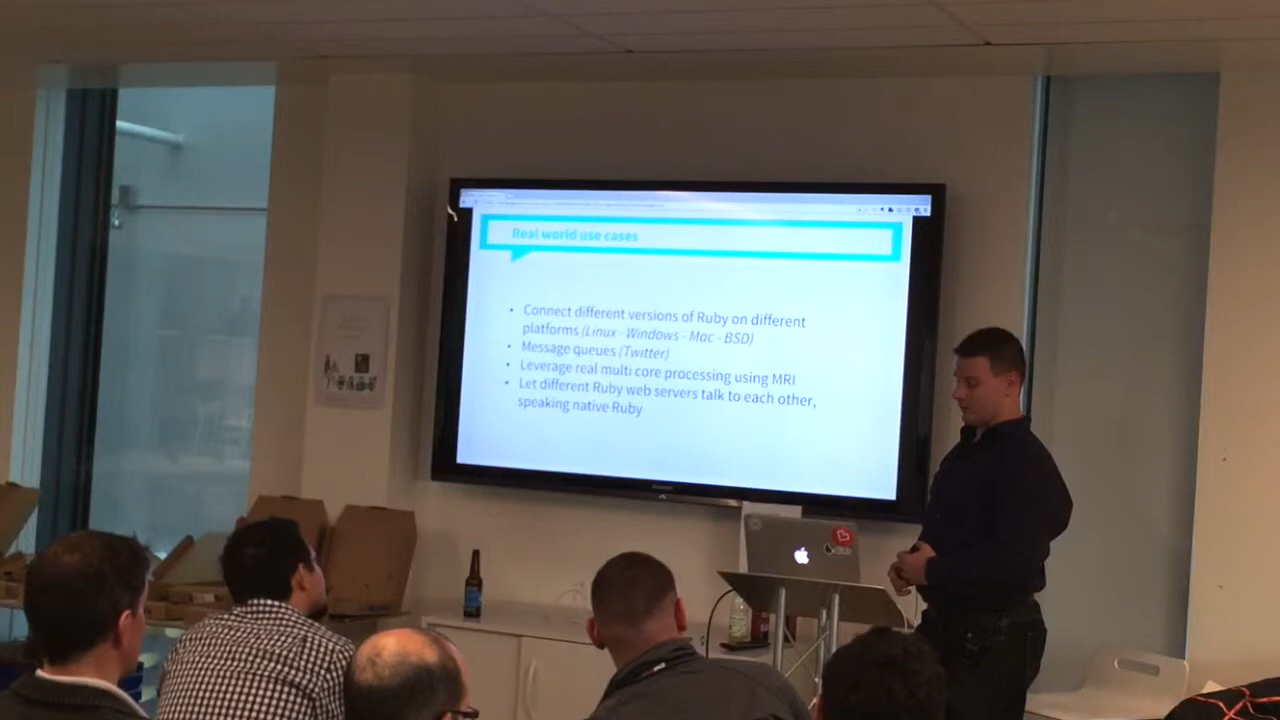 Real world use cases
• Connect different versions of Ruby on different
platforms (Linux - Windows - Mac - BSD)
• Message queues (Twitter)
• Leverage real multi core processing using MRI
• Let different Ruby web servers talk to each other,
speaking native Ruby